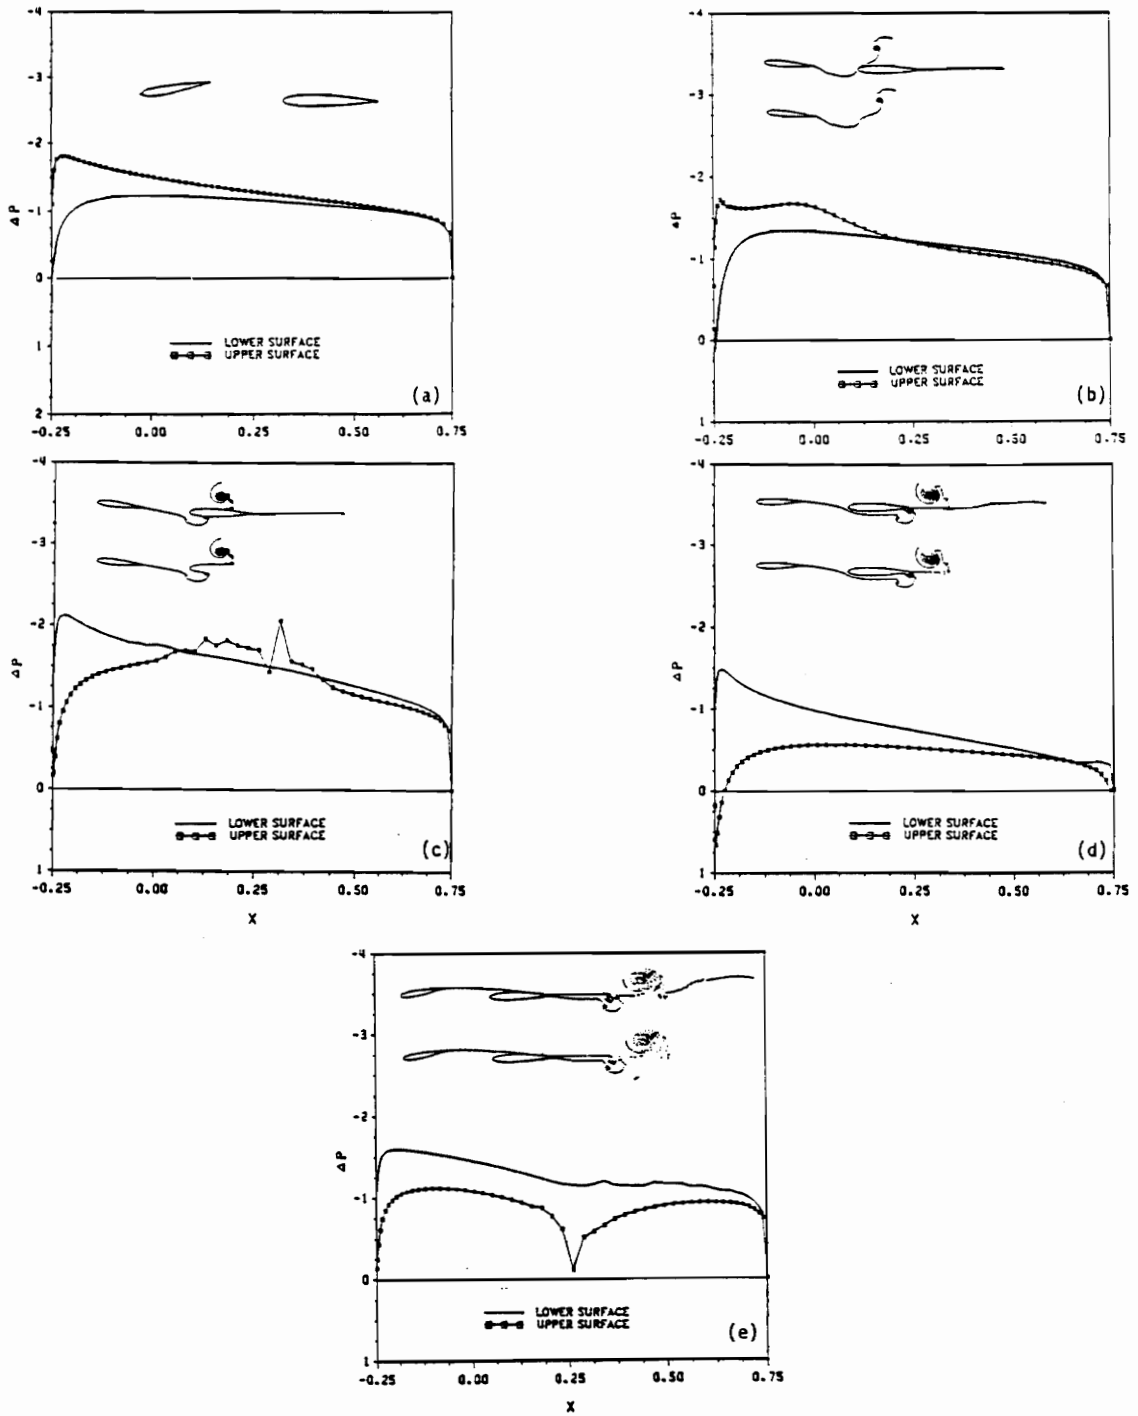 -4
-3
-2
-1
0
1
2
ΔP
LOWER SURFACE
UPPER SURFACE
(a)
-0.25 0.00 0.25 0.50 0.75
-4
-3
-2
-1
0
1
ΔP
LOWER SURFACE
UPPER SURFACE
(b)
-0.25 0.00 0.25 0.50 0.75
-4
-3
-2
-1
0
1
ΔP
LOWER SURFACE
UPPER SURFACE
(c)
-0.25 0.00 0.25 0.50 0.75
X
-4
-3
-2
-1
0
1
ΔP
LOWER SURFACE
UPPER SURFACE
(d)
-0.25 0.00 0.25 0.50 0.75
X
-4
-3
-2
-1
0
1
ΔP
LOWER SURFACE
UPPER SURFACE
(e)
-0.25 0.00 0.25 0.50 0.75
X